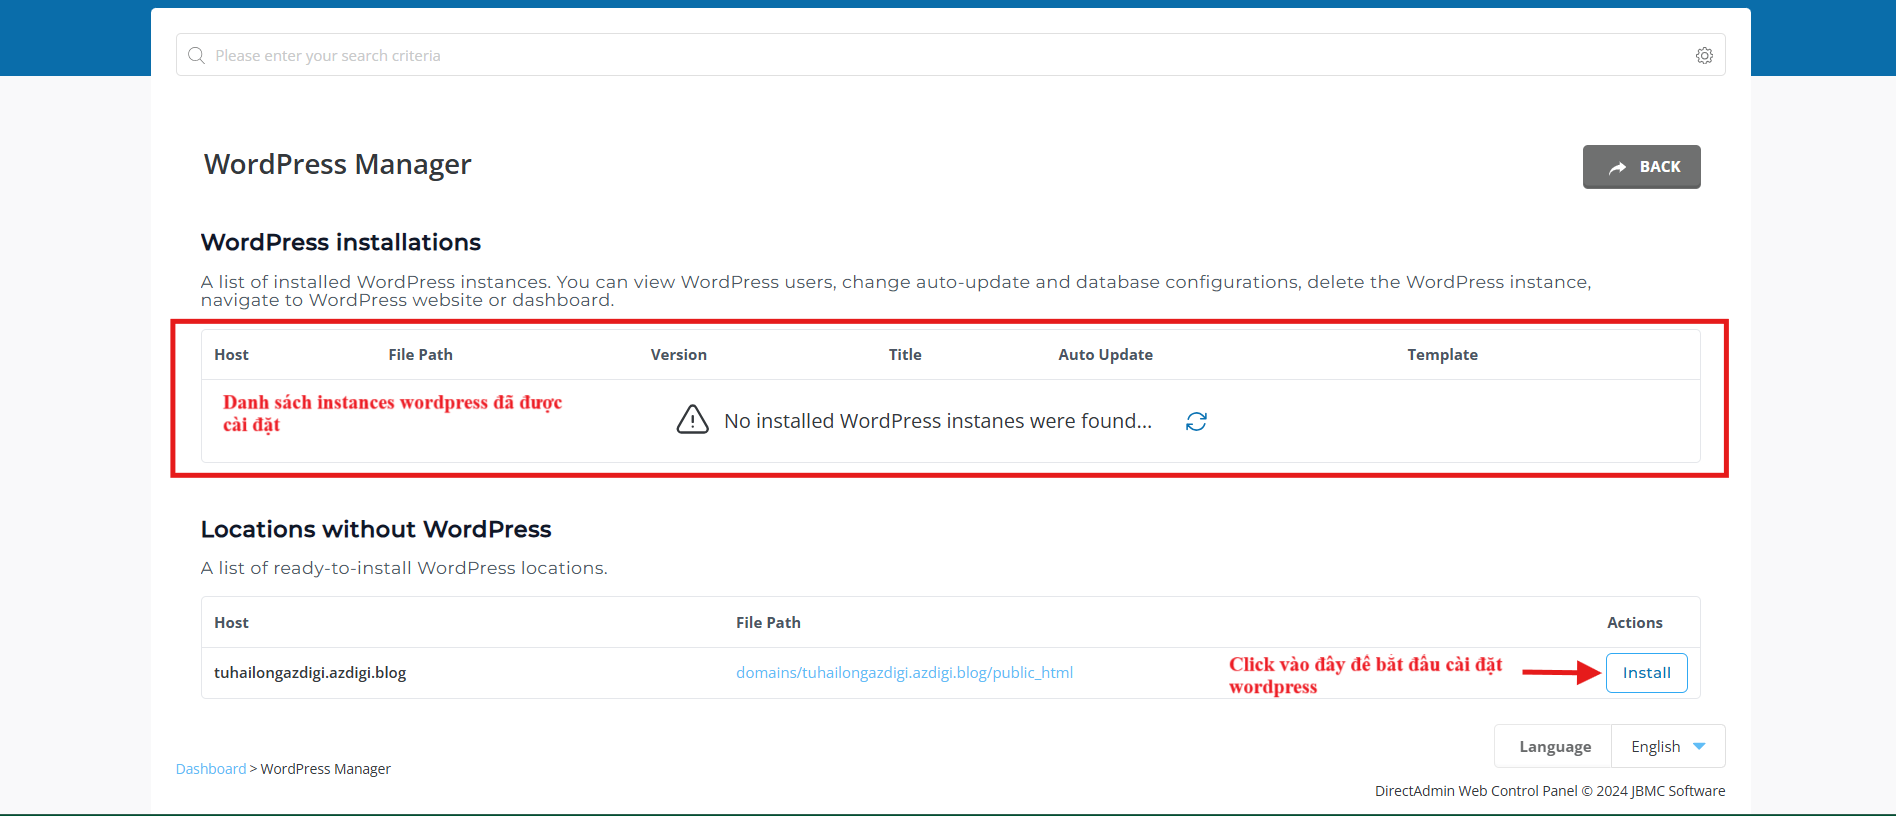 Please enter your search criteria
WordPress Manager
BACK
WordPress installations
A list of installed WordPress instances. You can view WordPress users, change auto-update and database configurations, delete the WordPress instance,
navigate to WordPress website or dashboard.
Host File Path Version Title Auto Update Template
Danh sách instances wordpress đã được
cài đặt
No installed WordPress instanes were found...
Locations without WordPress
A list of ready-to-install WordPress locations.
Host File Path Actions
tuhailongazdigi.azdigi.blog domains/tuhailongazdigi.azdigi.blog/public_html
Click vào đây để bắt đầu cài đặt
wordpress
Install
Language English
Dashboard > WordPress Manager
DirectAdmin Web Control Panel © 2024 JBMC Software